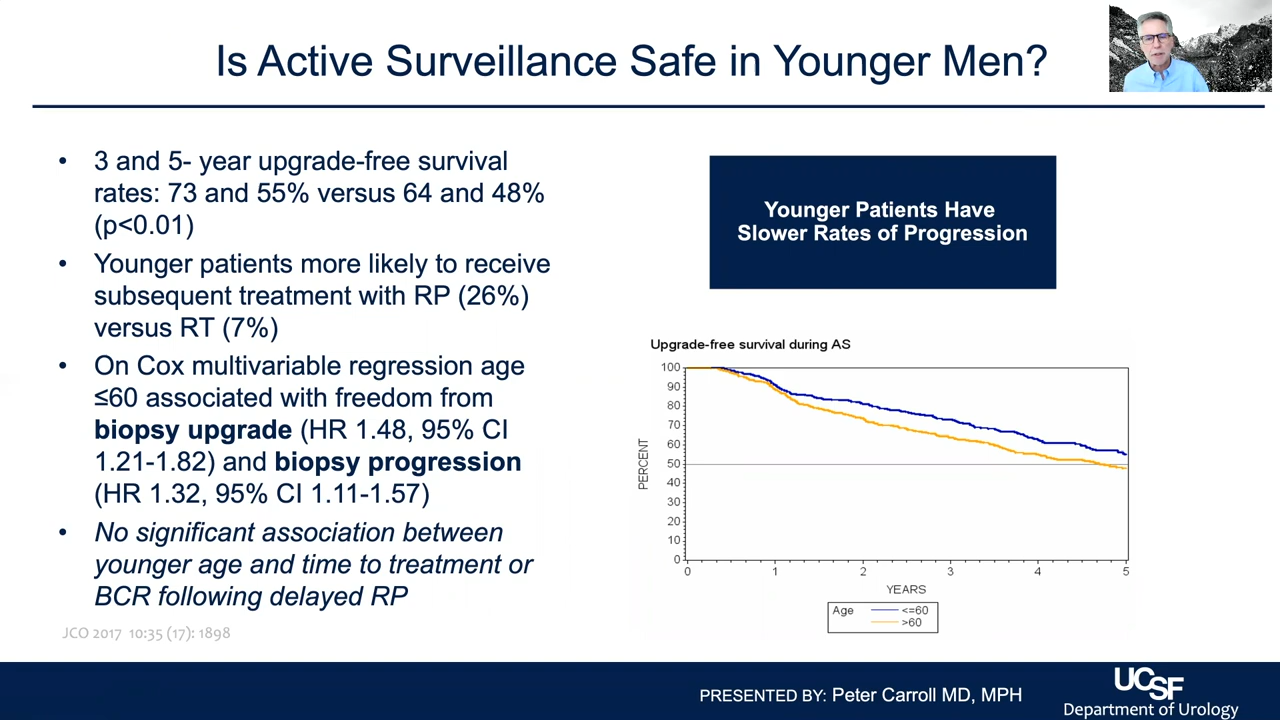 Is Active Surveillance Safe in Younger Men?
• 3 and 5- year upgrade-free survival
rates: 73 and 55% versus 64 and 48%
(p<0.01)
• Younger patients more likely to receive
subsequent treatment with RP (26%)
versus RT (7%)
• On Cox multivariable regression age
≤60 associated with freedom from
biopsy upgrade (HR 1.48, 95% CI
1.21-1.82) and biopsy progression
(HR 1.32, 95% CI 1.11-1.57)
• No significant association between
younger age and time to treatment or
BCR following delayed RP
JCO 2017 10:35 (17): 1898
Younger Patients Have
Slower Rates of Progression
Upgrade-free survival during AS
PERCENT
100
90
80
70
60
50
40
30
20
10
0
0 1 2 3 4 5
YEARS
Age <=60
>60
PRESENTED BY: Peter Carroll MD, MPH
UCSF
Department of Urology